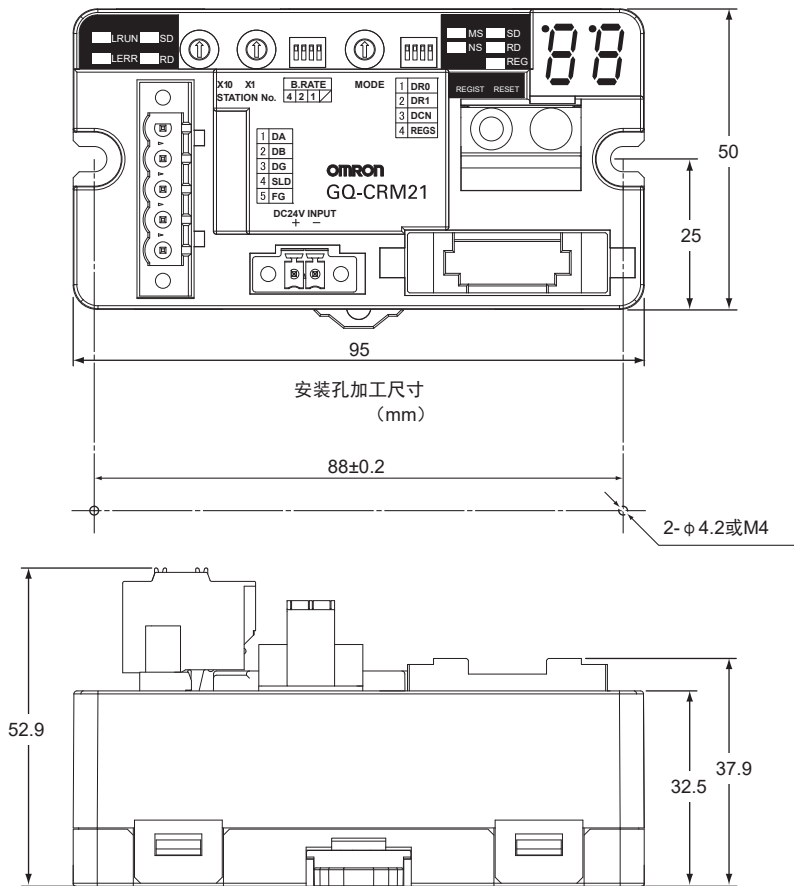 LRUN SD
LERR RD
MS SD
NS RD
REG
88
X10 X1
STATION No.
B.RATE
4 2 1
MODE
1 DR0
2 DR1
3 DCN
4 REGS
REGIST RESET
1 DA
2 DB
3 DG
4 SLD
5 FG
OMRON
GQ-CRM21
DC24V INPUT
+ −
50
25
95
安装孔加工尺寸
（mm）
88±0.2
2-φ4.2或M4
52.9
32.5
37.9